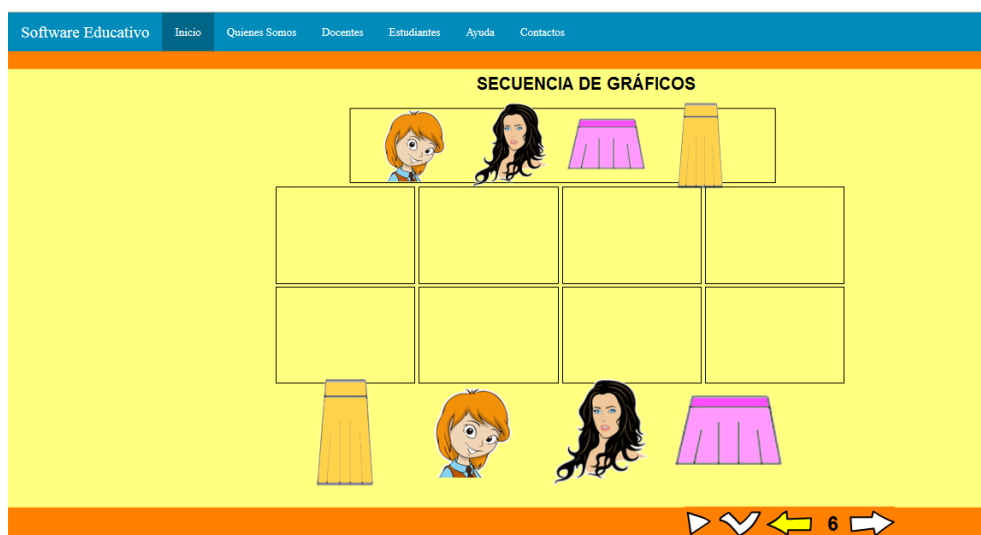 Software Educativo Inicio Quienes Somos Docentes Estudiantes Ayuda Contactos
SECUENCIA DE GRÁFICOS
6